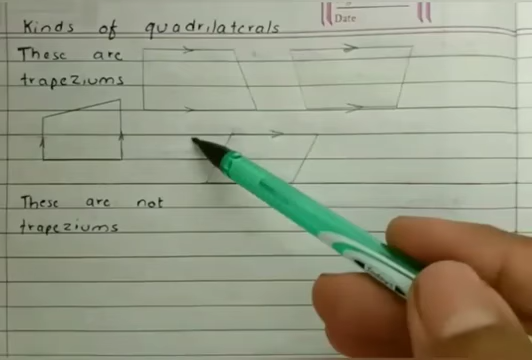 Kinds of quadrilaterals
Date
These are
trapeziums
These are not
trapeziums